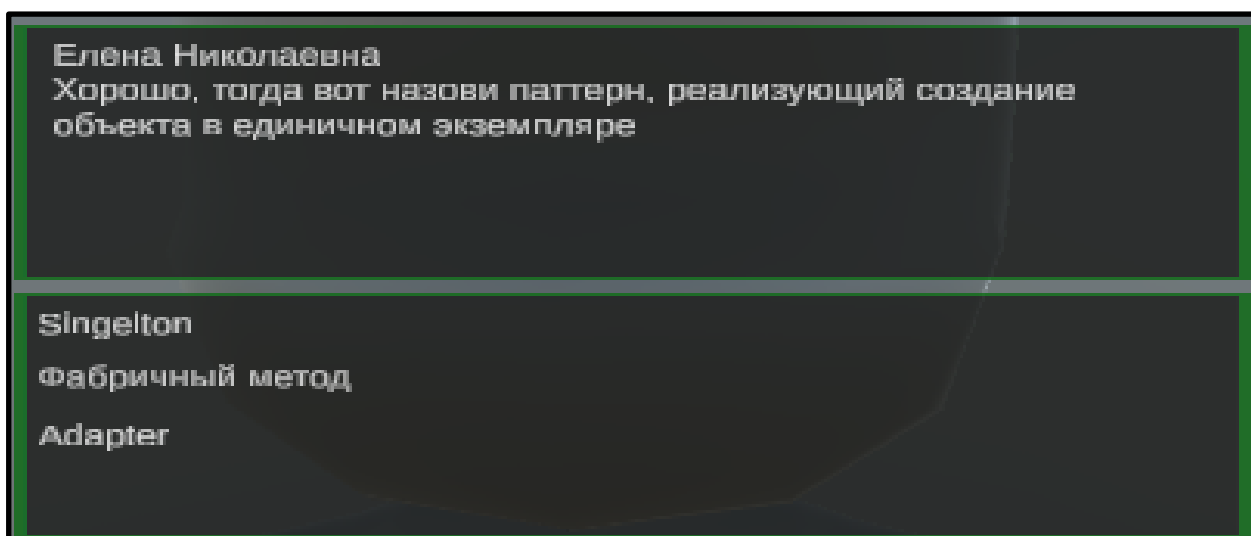 Елена Николаевна
Хорошо, тогда вот назови паттерн, реализующий создание
объекта в единичном экземпляре
Singelton
Фабричный метод
Adapter